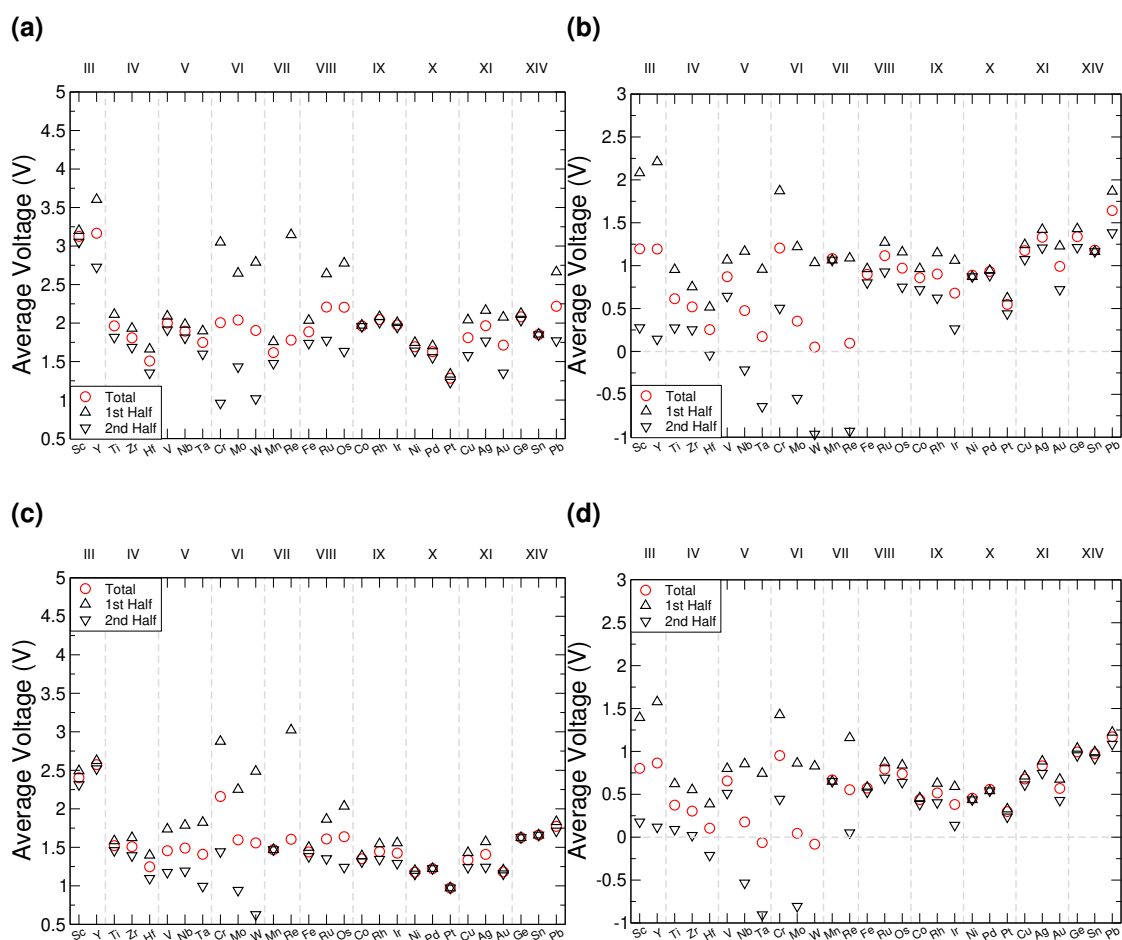 (a)
III IV V VI VII VIII IX X XI XIV
5
4.5
4
3.5
3
2.5
2
1.5
1
0.5
Average Voltage (V)
Total
1st Half
2nd Half
Sc Y Ti Zr Hf V Nb Ta Cr Mo W Mn Re Fe Ru Os Co Rh Ir Ni Pd Pt Cu Ag Au Ge Sn Pb
(b)
III IV V VI VII VIII IX X XI XIV
3
2.5
2
1.5
1
0.5
0
-0.5
-1
Average Voltage (V)
Total
1st Half
2nd Half
Sc Y Ti Zr Hf V Nb Ta Cr Mo W Mn Re Fe Ru Os Co Rh Ir Ni Pd Pt Cu Ag Au Ge Sn Pb
(c)
III IV V VI VII VIII IX X XI XIV
5
4.5
4
3.5
3
2.5
2
1.5
1
0.5
Average Voltage (V)
Total
1st Half
2nd Half
Sc Y Ti Zr Hf V Nb Ta Cr Mo W Mn Re Fe Ru Os Co Rh Ir Ni Pd Pt Cu Ag Au Ge Sn Pb
(d)
III IV V VI VII VIII IX X XI XIV
3
2.5
2
1.5
1
0.5
0
-0.5
-1
Average Voltage (V)
Total
1st Half
2nd Half
Sc Y Ti Zr Hf V Nb Ta Cr Mo W Mn Re Fe Ru Os Co Rh Ir Ni Pd Pt Cu Ag Au Ge Sn Pb